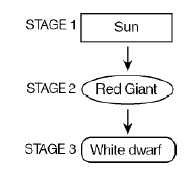 STAGE 1 Sun
STAGE 2 Red Giant
STAGE 3 White dwarf